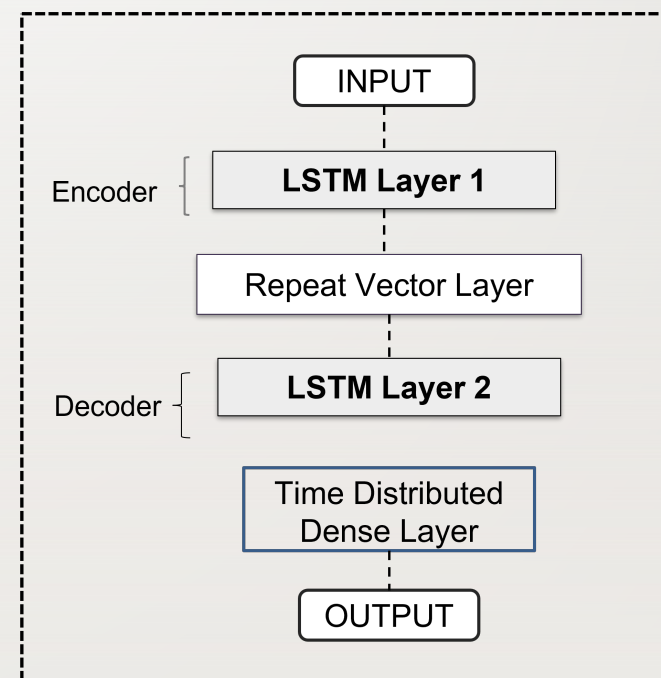 INPUT
Encoder
LSTM Layer 1
Repeat Vector Layer
Decoder
LSTM Layer 2
Time Distributed
Dense Layer
OUTPUT